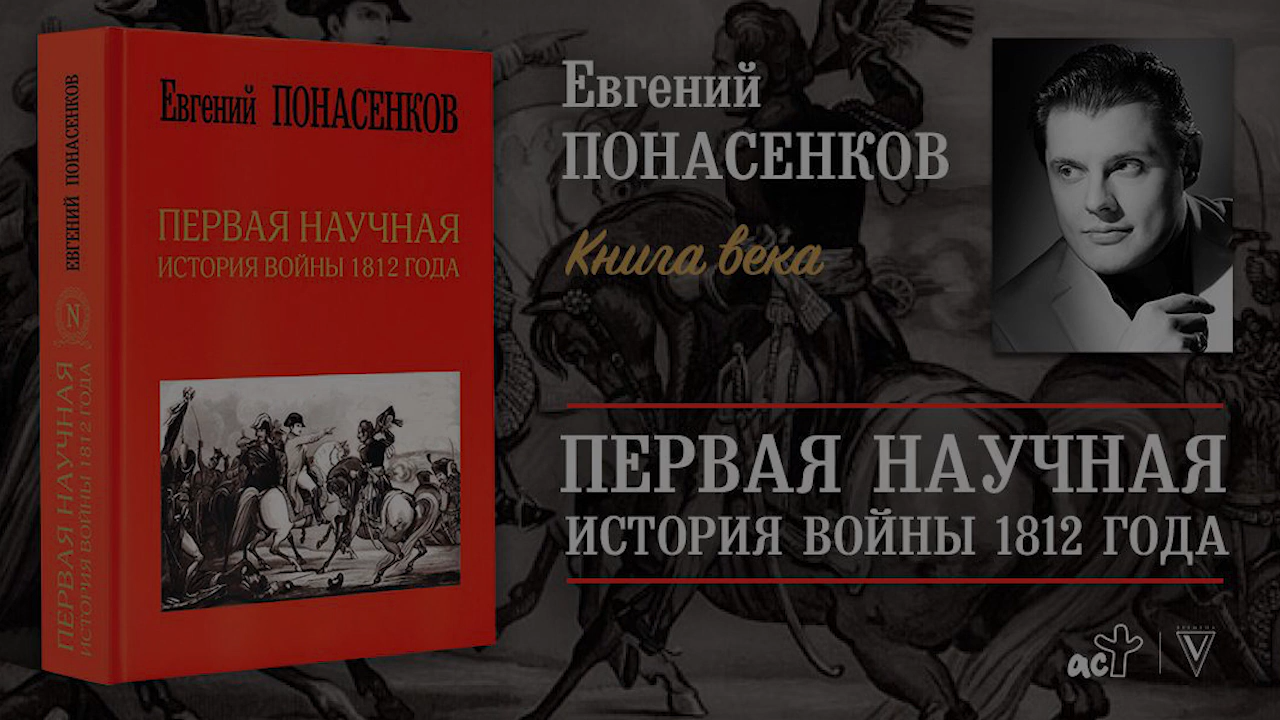 Евгений ПОНАСЕНКОВ
ПЕРВАЯ НАУЧНАЯ
ИСТОРИЯ ВОЙНЫ 1812 ГОДА
ЕВГЕНИЙ ПОНАСЕНКОВ
N
ПЕРВАЯ НАУЧНАЯ
ИСТОРИЯ ВОЙНЫ 1812 ГОДА
Евгений
ПОНАСЕНКОВ
Книга века
ПЕРВАЯ НАУЧНАЯ
ИСТОРИЯ ВОЙНЫ 1812 ГОДА
аст
ВРЕМЕНА